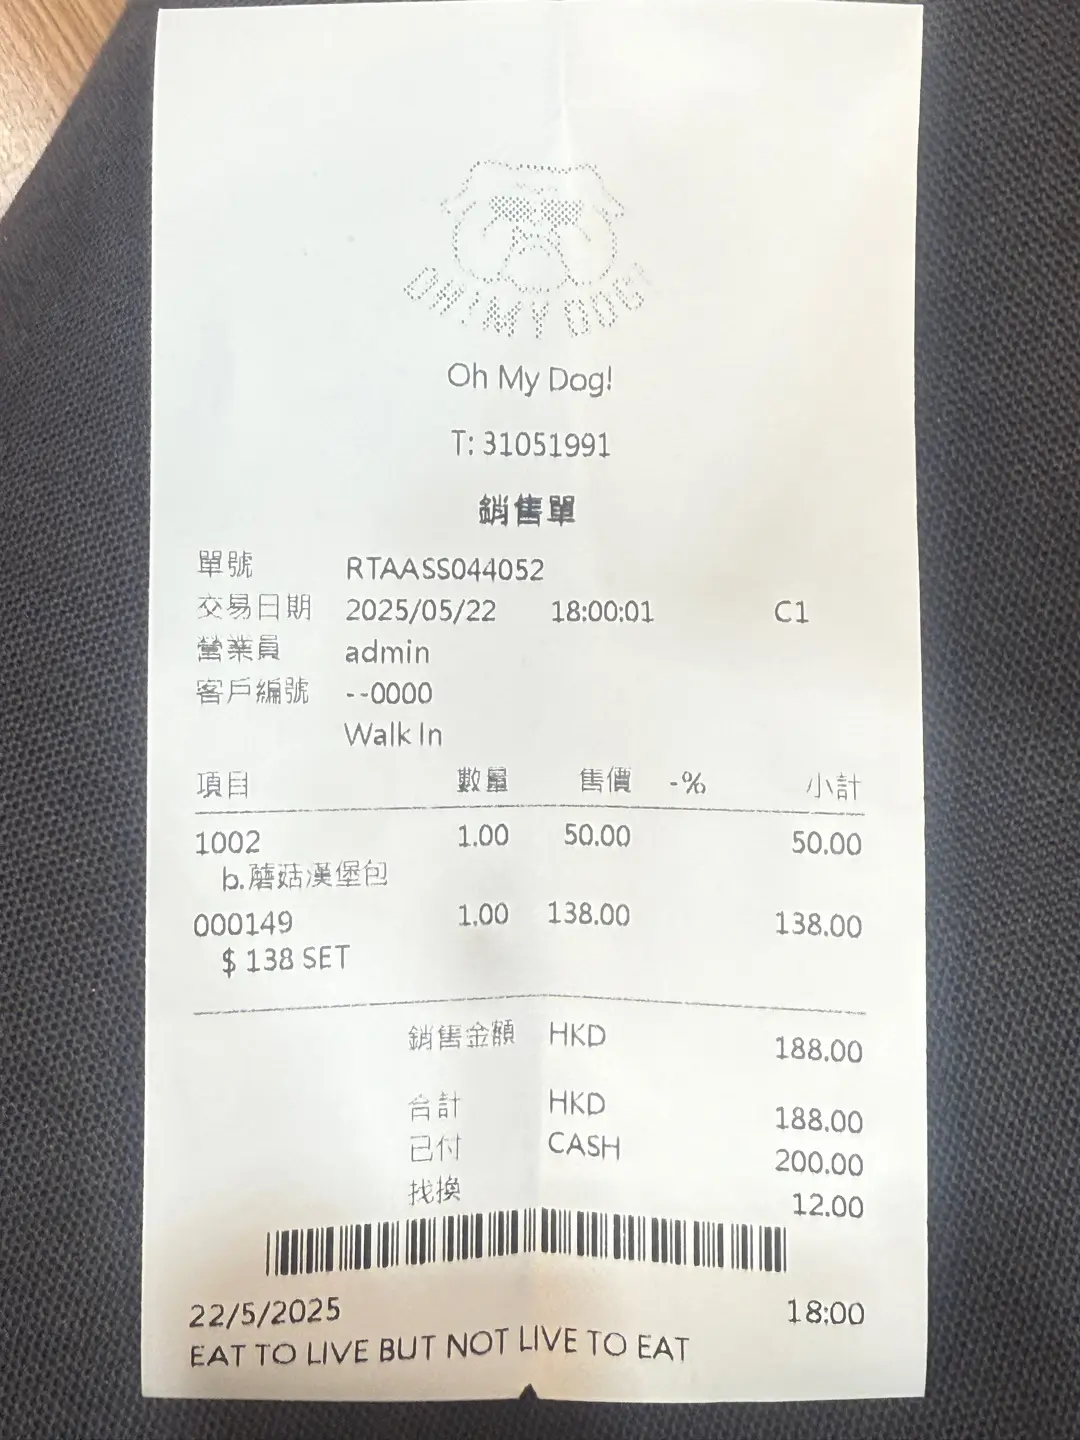 OH! MY DOG!
Oh My Dog!
T: 31051991
銷售單
單號 RTAASS044052
交易日期 2025/05/22 18:00:01 C1
營業員 admin
客戶編號 --0000
Walk In
項目 數量 售價 -% 小計
1002 1.00 50.00 50.00
b.蘑菇漢堡包
000149 1.00 138.00 138.00
$ 138 SET
銷售金額 HKD 188.00
合計 HKD 188.00
已付 CASH 200.00
找換 12.00
22/5/2025 18:00
EAT TO LIVE BUT NOT LIVE TO EAT